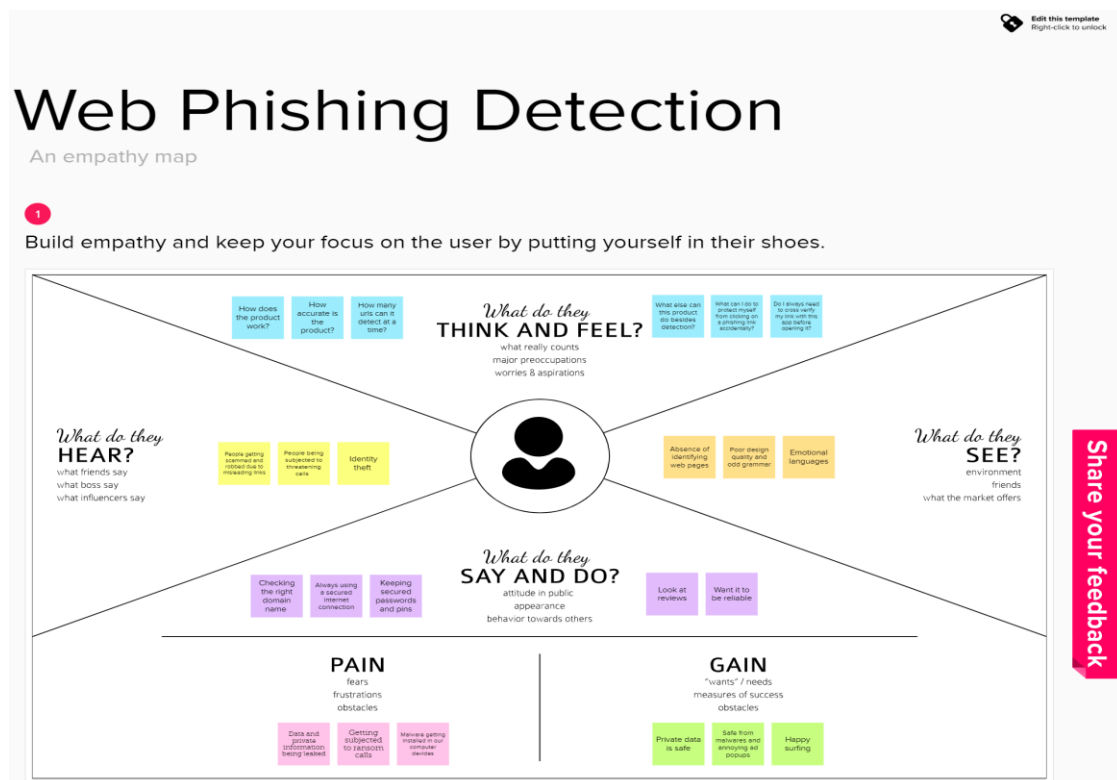 Edit this template
Right-click to unlock
Web Phishing Detection
An empathy map
1
Build empathy and keep your focus on the user by putting yourself in their shoes.
How does
the product
work?
How
accurate is
the
product?
How many
urls can it
detect at a
time?
What do they
THINK AND FEEL?
what really counts
major preoccupations
worries & aspirations
What else can
this product
do besides
detection?
What can I do to
protect myself
from clicking on
a phishing link
accidentally?
Do I always need
to cross verify
my link with this
app before
opening it?
What do they
HEAR?
what friends say
what boss say
what influencers say
People getting
scammed and
robbed due to
misleading links
People being
subjected to
threatening
calls
Identity
theft
Absence of
identifying
web pages
Poor design
quality and
odd grammar
Emotional
languages
What do they
SEE?
environment
friends
what the market offers
Share your feedback
What do they
SAY AND DO?
attitude in public
appearance
behavior towards others
Checking
the right
domain
name
Always using
a secured
internet
connection
Keeping
secured
passwords
and pins
Look at
reviews
Want it to
be reliable
PAIN
fears
frustrations
obstacles
Data and
private
information
being leaked
Getting
subjected
to ransom
calls
Malware getting
installed in our
computer
devides
GAIN
"wants" / needs
measures of success
obstacles
Private data
is safe
Safe from
malwares and
annoying ad
popups
Happy
surfing